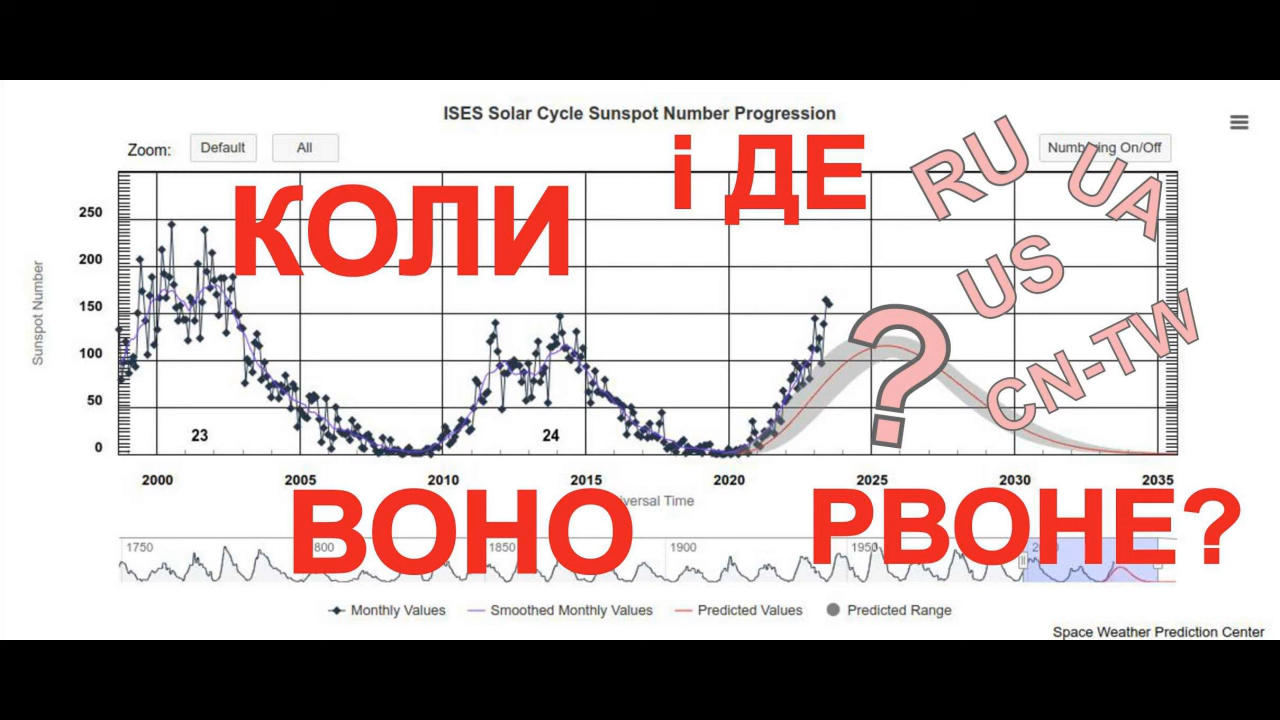 ISES Solar Cycle Sunspot Number Progression
Zoom: Default All
і ДЕ
RU
UA
US
CN-TW
КОЛИ
Sunspot Number
250
200
150
100
50
0
23
24
?
2000 2005 2010 2015 2020 2025 2030 2035
ВОНО
РВОНЕ?
Time
1750 1850 1900
Monthly Values Smoothed Monthly Values Predicted Values Predicted Range
Space Weather Prediction Center